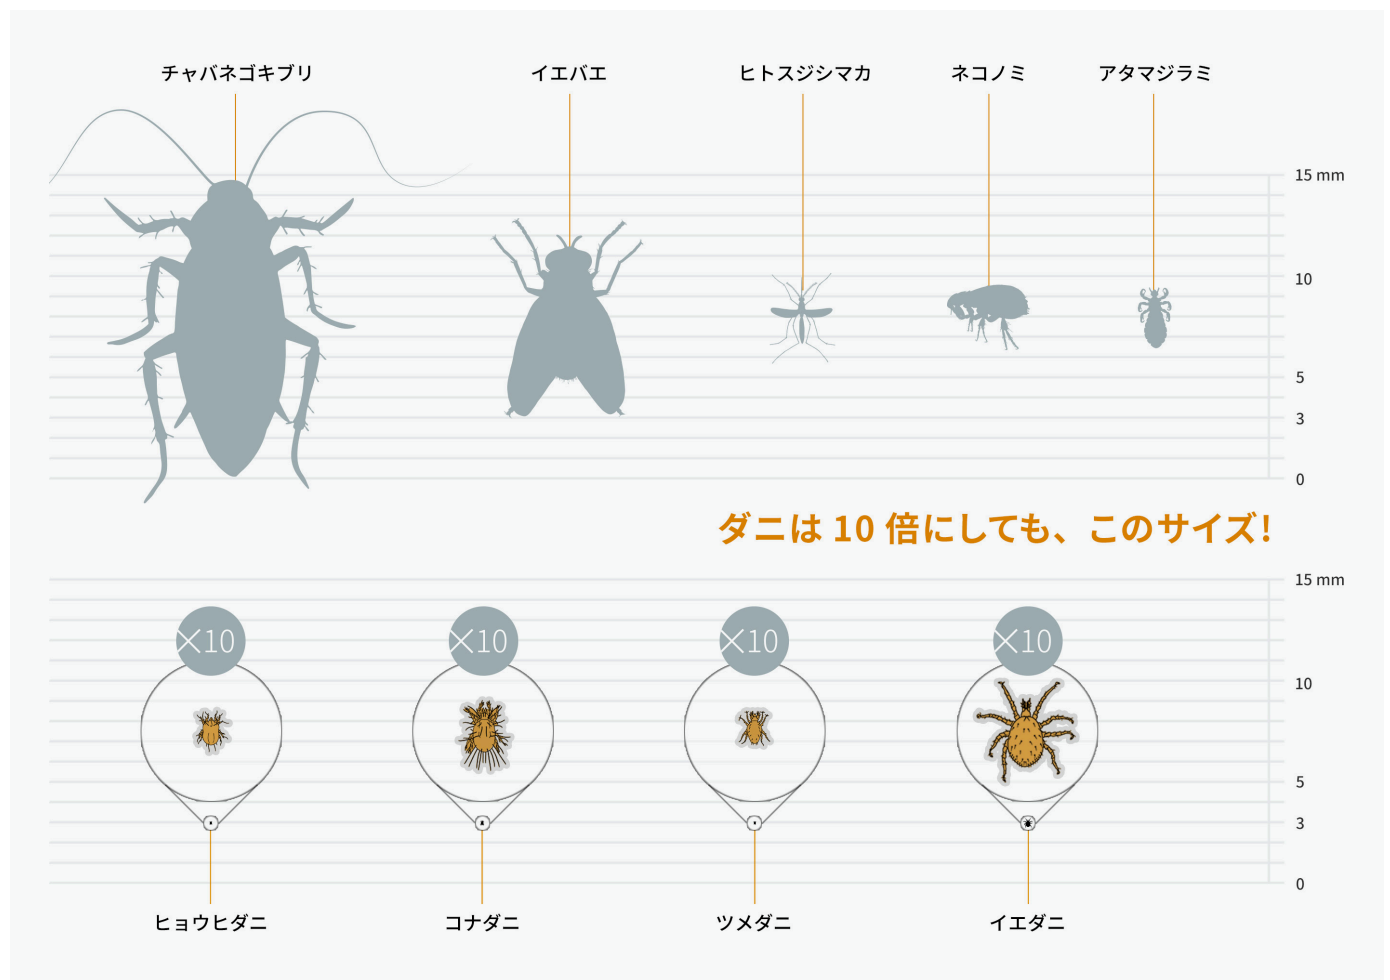 チャバネゴキブリ
イエバエ
ヒトスジシマカ
ネコノミ
アタマジラミ
15 mm
10
5
3
0
ダニは 10 倍にしても、このサイズ!
15 mm
×10
×10
×10
×10
10
5
3
0
ヒョウヒダニ
コナダニ
ツメダニ
イエダニ